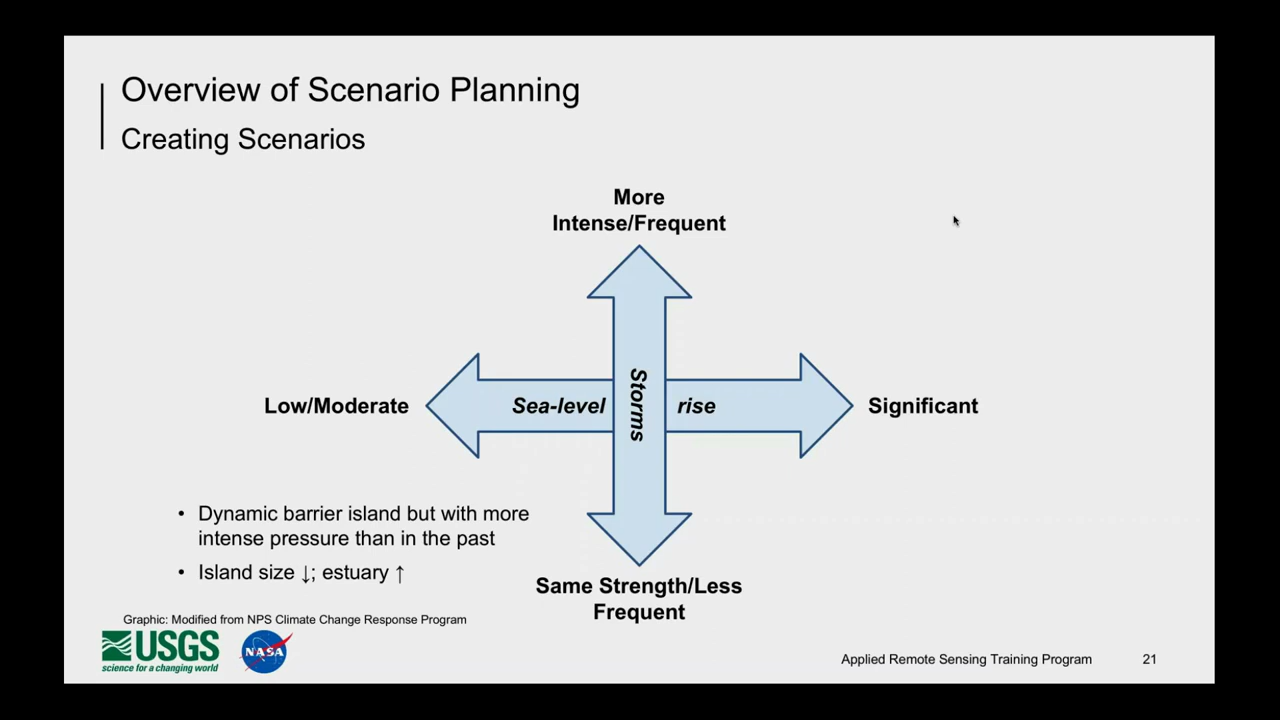 Overview of Scenario Planning
Creating Scenarios
More
Intense/Frequent
Low/Moderate
Sea-level
Storms
rise
Significant
• Dynamic barrier island but with more
intense pressure than in the past
• Island size ↓; estuary ↑
Same Strength/Less
Frequent
Graphic: Modified from NPS Climate Change Response Program
USGS
science for a changing world
NASA
Applied Remote Sensing Training Program
21